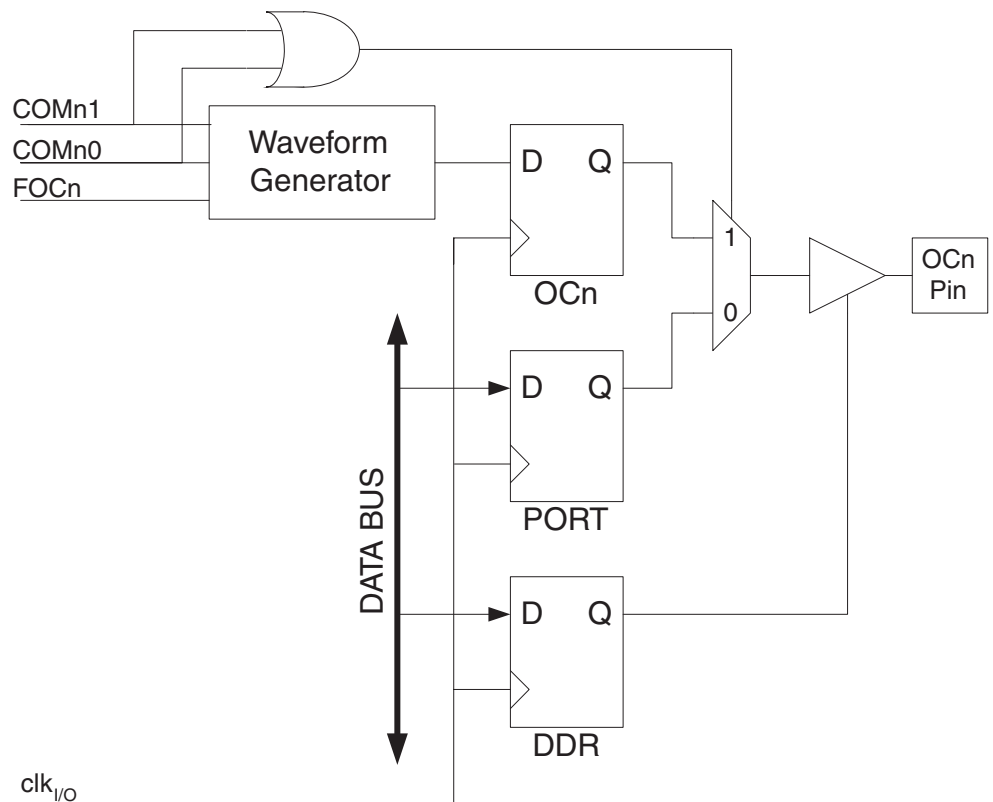 COMn1
COMn0
FOCn
Waveform
Generator
D Q
OCn
1
0
OCn
Pin
D Q
PORT
DATA BUS
D Q
DDR
clkI/O